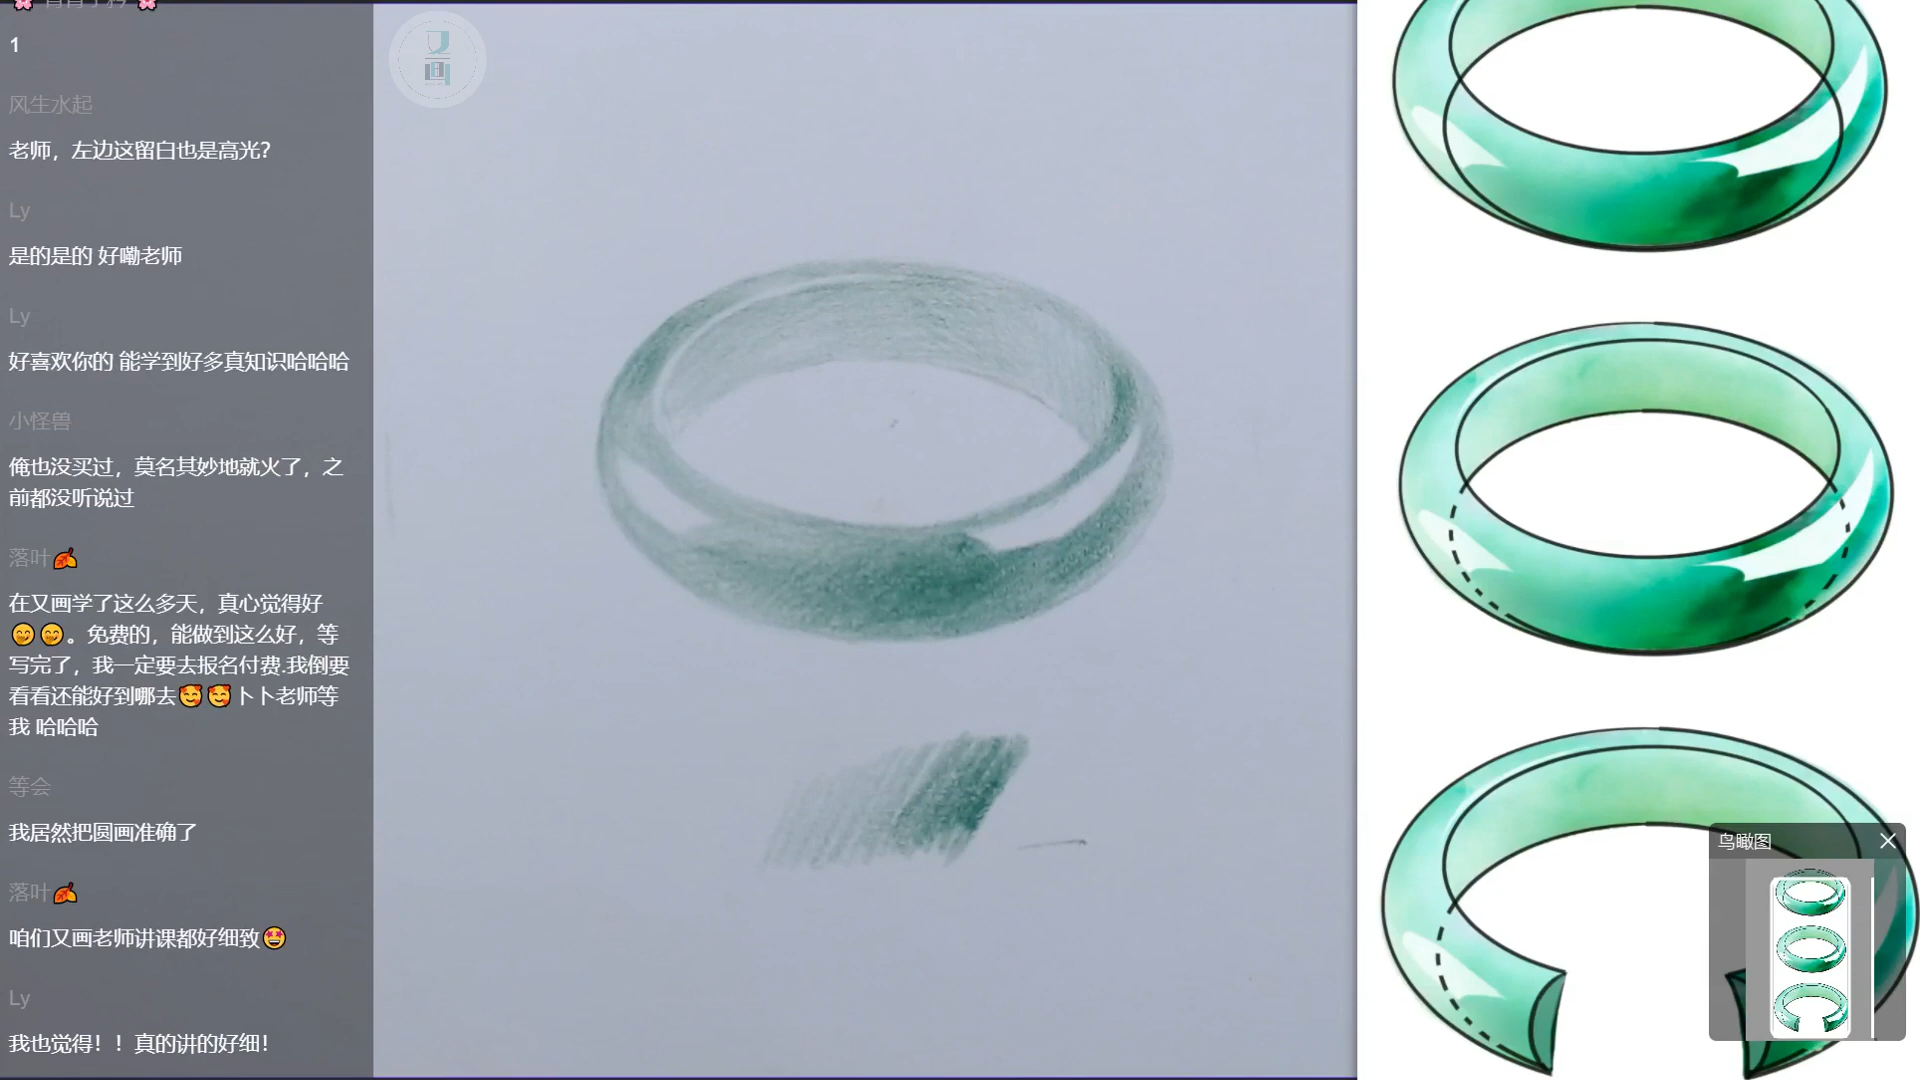 1
风生水起
老师，左边这留白也是高光?
Ly
是的是的 好嘞老师
Ly
好喜欢你的 能学到好多真知识哈哈哈
小怪兽
俺也没买过，莫名其妙地就火了，之
前都没听说过
落叶🍂
在又画学了这么多天，真心觉得好
🤭🤭。免费的，能做到这么好，等
写完了，我一定要去报名付费.我倒要
看看还能好到哪去🥰🥰卜卜老师等
我 哈哈哈
等会
我居然把圆画准确了
落叶🍂
咱们又画老师讲课都好细致🤩
Ly
我也觉得！！真的讲的好细！
鸟瞰图